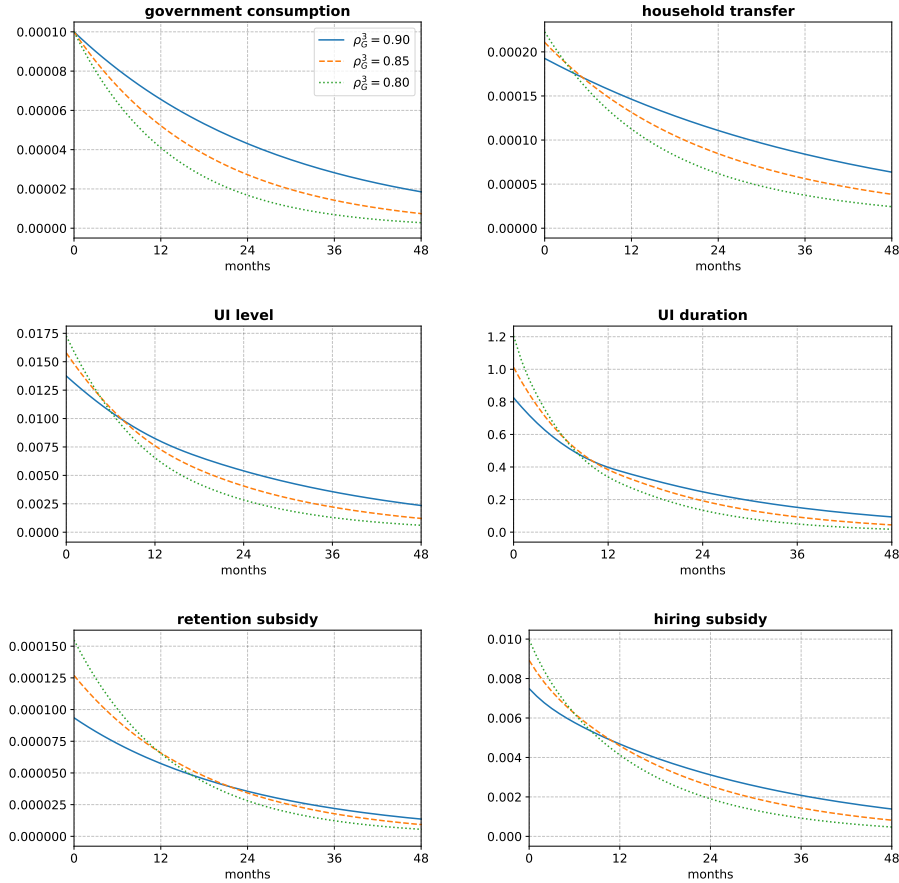 government consumption
0.00010
0.00008
0.00006
0.00004
0.00002
0.00000
ρ_G^3 = 0.90
ρ_G^3 = 0.85
ρ_G^3 = 0.80
0 12 24 36 48
months
household transfer
0.00020
0.00015
0.00010
0.00005
0.00000
0 12 24 36 48
months
UI level
0.0175
0.0150
0.0125
0.0100
0.0075
0.0050
0.0025
0.0000
0 12 24 36 48
months
UI duration
1.2
1.0
0.8
0.6
0.4
0.2
0.0
0 12 24 36 48
months
retention subsidy
0.000150
0.000125
0.000100
0.000075
0.000050
0.000025
0.000000
0 12 24 36 48
months
hiring subsidy
0.010
0.008
0.006
0.004
0.002
0.000
0 12 24 36 48
months